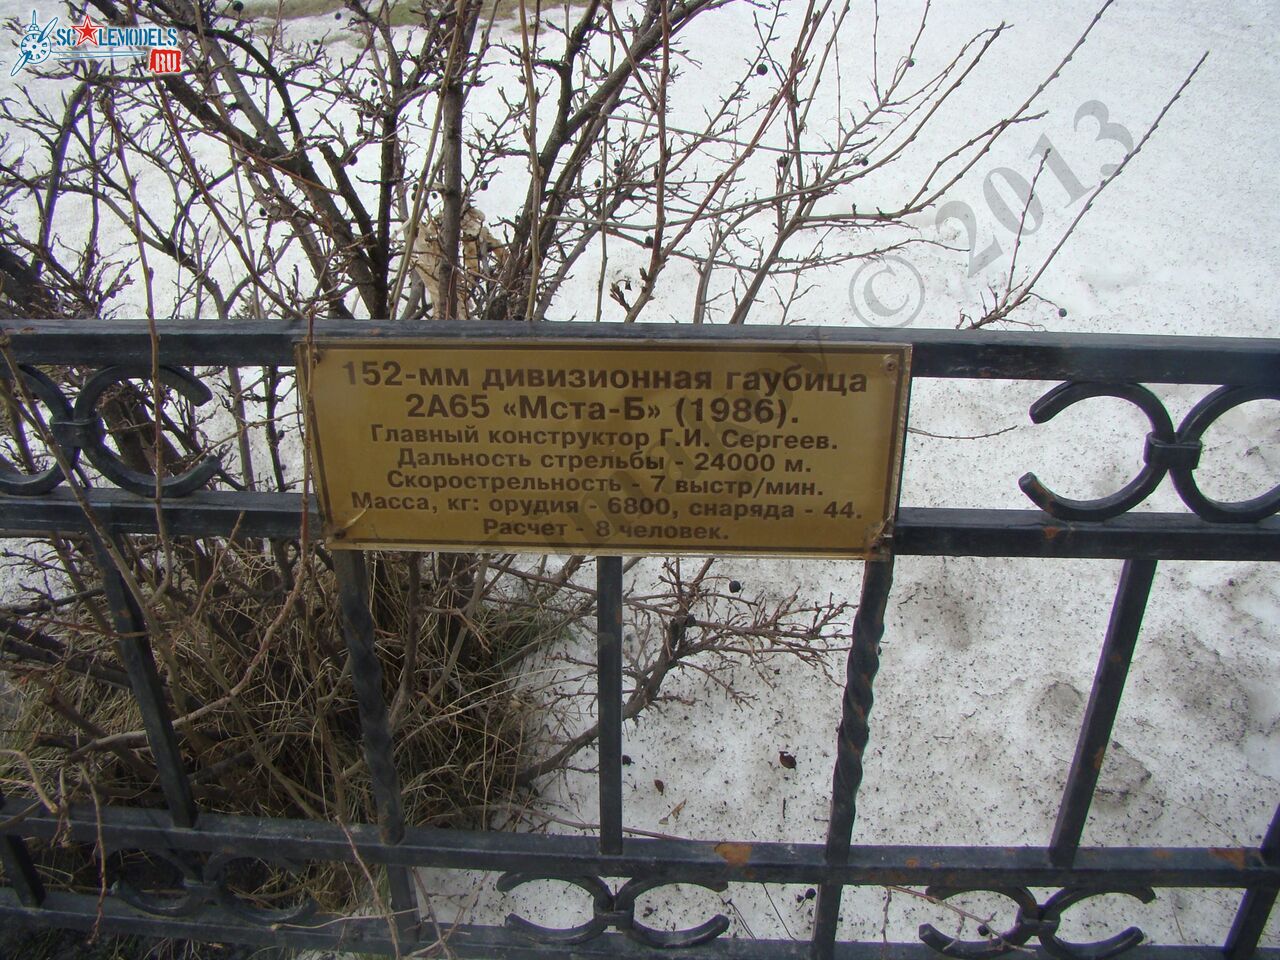 SCALEMODELS
RU
© 2013
152-мм дивизионная гаубица
2А65 «Мста-Б» (1986).
Главный конструктор Г.И. Сергеев.
Дальность стрельбы - 24000 м.
Скорострельность - 7 выстр/мин.
Масса, кг: орудия - 6800, снаряда - 44.
Расчет - 8 человек.